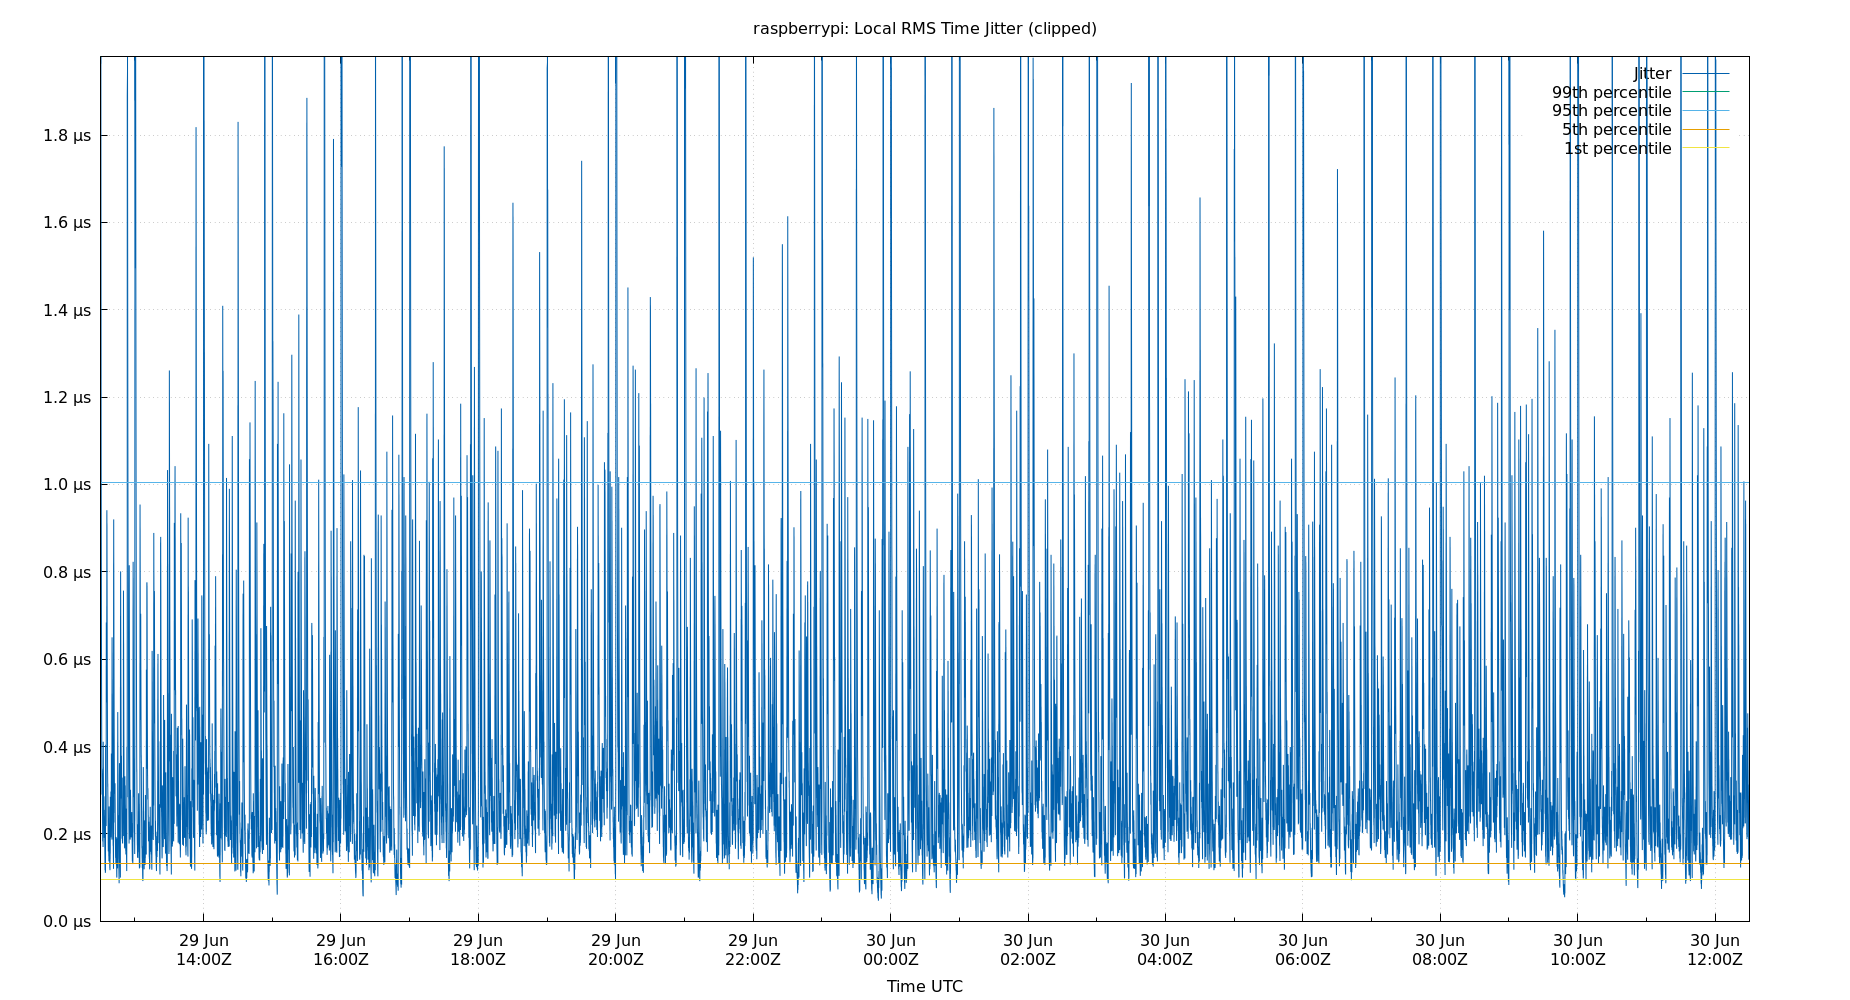 raspberrypi: Local RMS Time Jitter (clipped)
Jitter
99th percentile
95th percentile
5th percentile
1st percentile
1.8 µs
1.6 µs
1.4 µs
1.2 µs
1.0 µs
0.8 µs
0.6 µs
0.4 µs
0.2 µs
0.0 µs
29 Jun 29 Jun 29 Jun 29 Jun 29 Jun 30 Jun 30 Jun 30 Jun 30 Jun 30 Jun 30 Jun 30 Jun
14:00Z 16:00Z 18:00Z 20:00Z 22:00Z 00:00Z 02:00Z 04:00Z 06:00Z 08:00Z 10:00Z 12:00Z
Time UTC